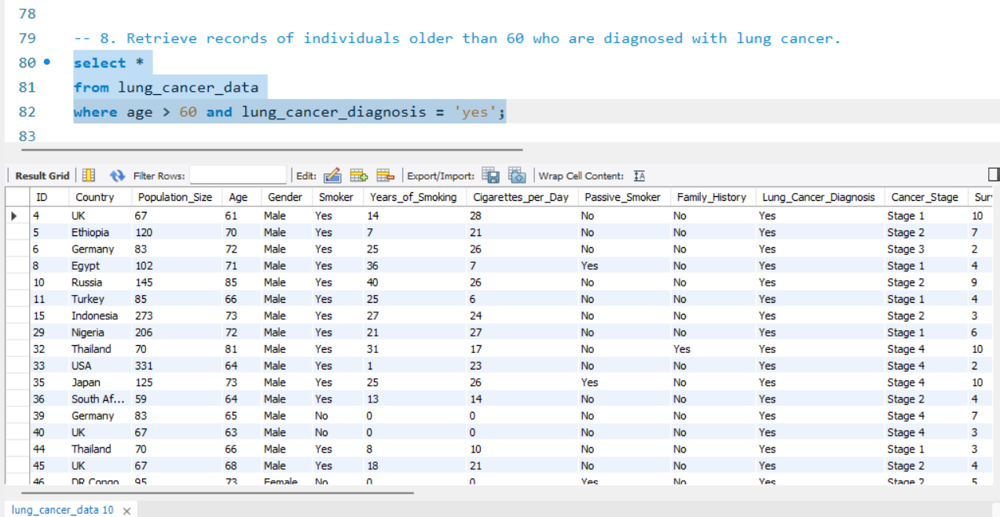 78
79 -- 8. Retrieve records of individuals older than 60 who are diagnosed with lung cancer.
80 select *
81 from lung_cancer_data
82 where age > 60 and lung_cancer_diagnosis = 'yes';
83
Result Grid Filter Rows: Edit: Export/Import: Wrap Cell Content: IA
ID Country Population_Size Age Gender Smoker Years_of_Smoking Cigarettes_per_Day Passive_Smoker Family_History Lung_Cancer_Diagnosis Cancer_Stage Sur
4 UK 67 61 Male Yes 14 28 No No Yes Stage 1 10
5 Ethiopia 120 70 Male Yes 7 21 No No Yes Stage 2 7
6 Germany 83 72 Male Yes 25 26 No No Yes Stage 3 2
8 Egypt 102 71 Male Yes 36 7 Yes No Yes Stage 1 4
10 Russia 145 85 Male Yes 40 26 No No Yes Stage 2 9
11 Turkey 85 66 Male Yes 25 6 No No Yes Stage 1 4
15 Indonesia 273 73 Male Yes 27 24 No No Yes Stage 2 3
29 Nigeria 206 72 Male Yes 21 27 No No Yes Stage 1 6
32 Thailand 70 81 Male Yes 31 17 No Yes Yes Stage 4 10
33 USA 331 64 Male Yes 1 23 No No Yes Stage 4 2
35 Japan 125 73 Male Yes 25 26 Yes No Yes Stage 4 10
36 South Af... 59 64 Male Yes 13 14 No No Yes Stage 2 4
39 Germany 83 65 Male No 0 0 No No Yes Stage 4 7
40 UK 67 63 Male No 0 0 No No Yes Stage 4 3
44 Thailand 70 66 Male Yes 8 10 No No Yes Stage 1 3
45 UK 67 68 Male Yes 18 21 No No Yes Stage 2 4
46 DR Congo 95 73 Female No 0 0 Yes No Yes Stage 2 5
lung_cancer_data 10